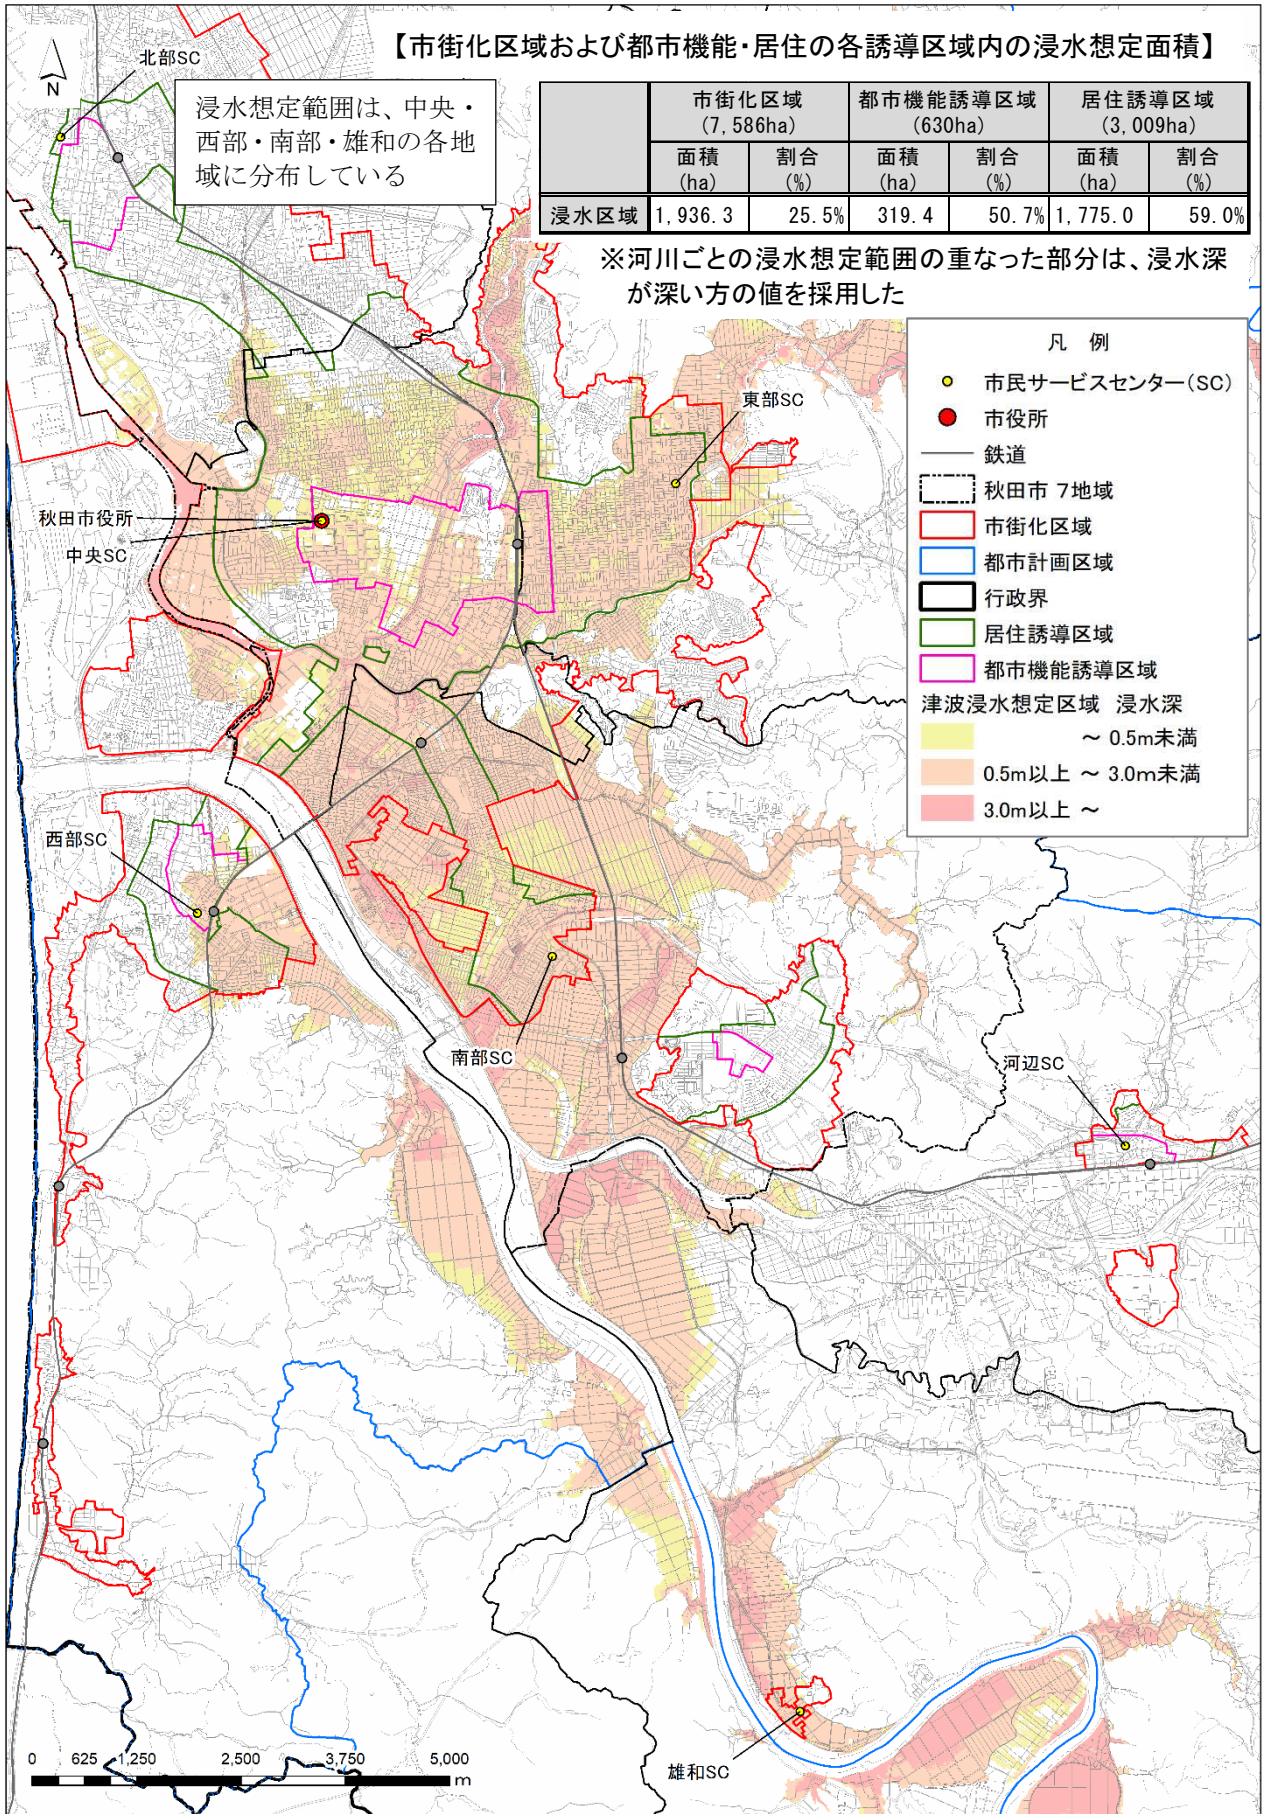 【市街化区域および都市機能・居住の各誘導区域内の浸水想定面積】
N
北部SC
浸水想定範囲は、中央・
西部・南部・雄和の各地
域に分布している
市街化区域 都市機能誘導区域 居住誘導区域
(7,586ha) (630ha) (3,009ha)
面積 割合 面積 割合 面積 割合
(ha) (%) (ha) (%) (ha) (%)
浸水区域 1,936.3 25.5% 319.4 50.7% 1,775.0 59.0%
※河川ごとの浸水想定範囲の重なった部分は、浸水深
が深い方の値を採用した
凡 例
市民サービスセンター(SC)
市役所
鉄道
秋田市 7地域
市街化区域
都市計画区域
行政界
居住誘導区域
都市機能誘導区域
津波浸水想定区域 浸水深
～ 0.5m未満
0.5m以上 ～ 3.0m未満
3.0m以上 ～
東部SC
秋田市役所
中央SC
西部SC
南部SC
河辺SC
雄和SC
0 625 1,250 2,500 3,750 5,000
m